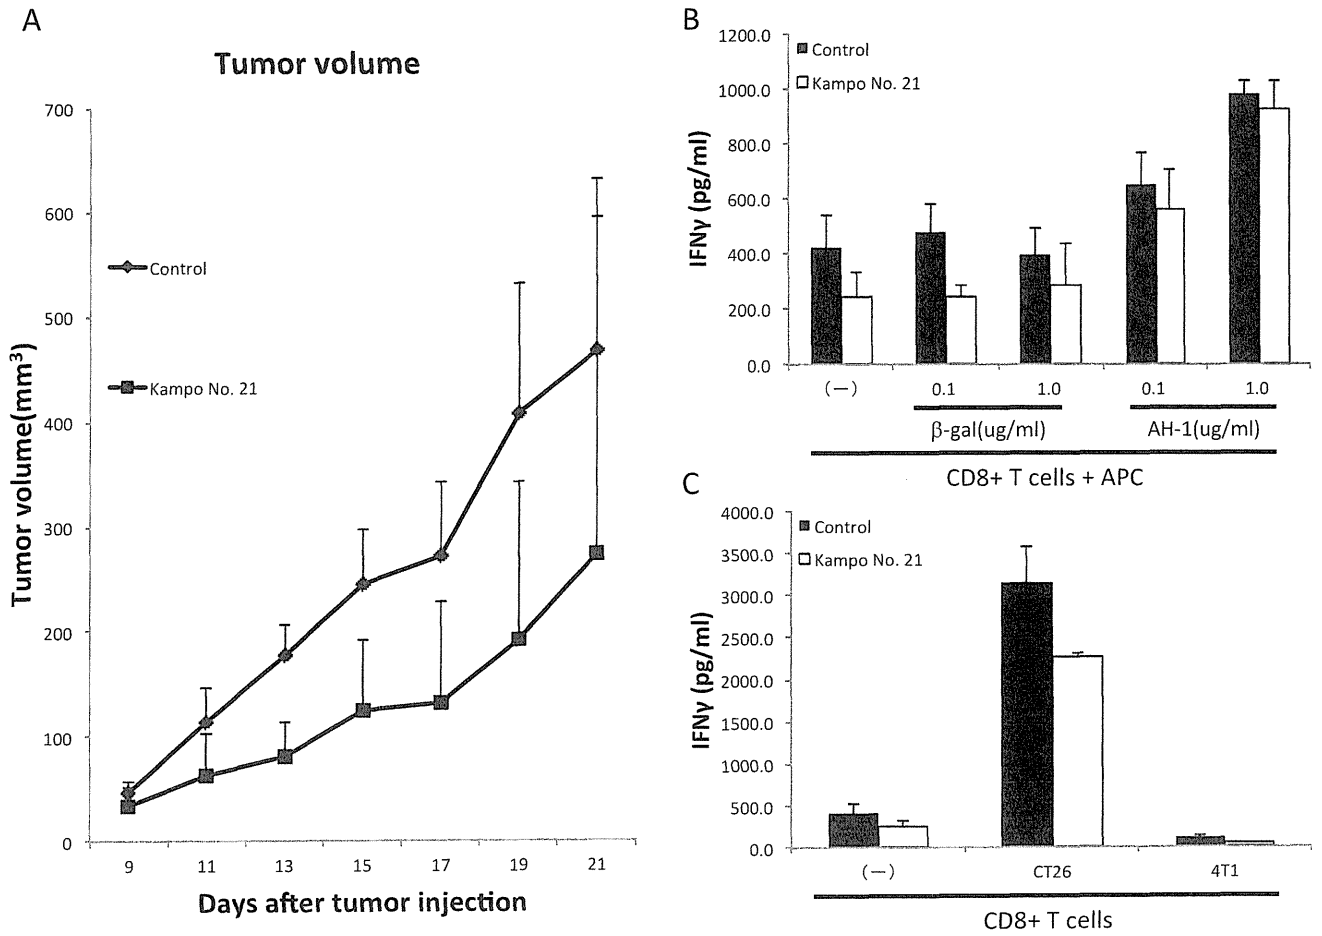 A
Tumor volume
700
600
500
400
300
200
100
0
Tumor volume(mm³)
Control
Kampo No. 21
9 11 13 15 17 19 21
Days after tumor injection
B
1200.0
1000.0
800.0
600.0
400.0
200.0
0.0
IFNγ (pg/ml)
Control
Kampo No. 21
(—) 0.1 1.0 0.1 1.0
β-gal(ug/ml) AH-1(ug/ml)
CD8+ T cells + APC
C
4000.0
3500.0
3000.0
2500.0
2000.0
1500.0
1000.0
500.0
0.0
IFNγ (pg/ml)
Control
Kampo No. 21
(—) CT26 4T1
CD8+ T cells